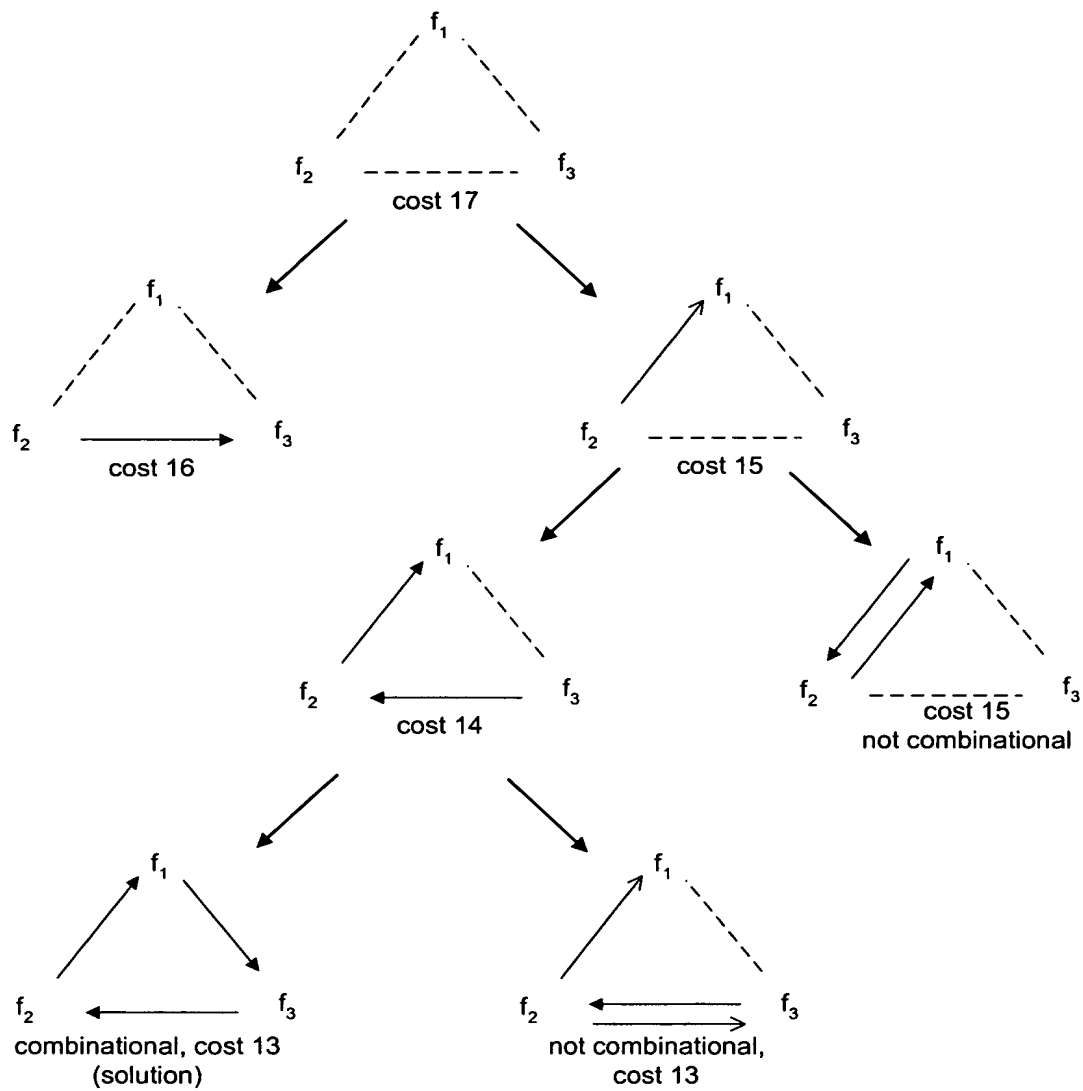 f1
f2 f3
cost 17
f1
f2 f3
cost 16
f1
f2 f3
cost 15
f1
f2 f3
cost 14
f1
f2 f3
cost 15
not combinational
f1
f2 f3
combinational, cost 13
(solution)
f1
f2 f3
not combinational,
cost 13